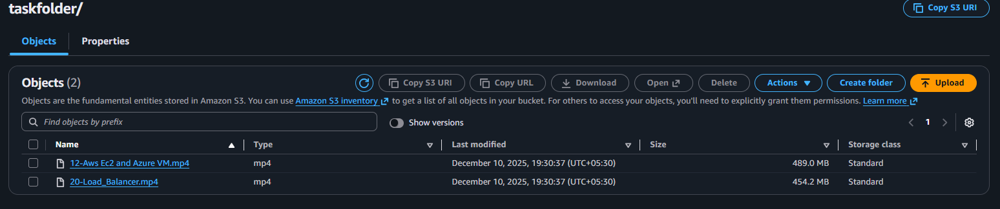 taskfolder/
Copy S3 URI
Objects
Properties
Objects (2)
Copy S3 URI
Copy URL
Download
Open
Delete
Actions
Create folder
Upload
Objects are the fundamental entities stored in Amazon S3. You can use Amazon S3 inventory to get a list of all objects in your bucket. For others to access your objects, you'll need to explicitly grant them permissions. Learn more
Find objects by prefix
Show versions
1
Name Type Last modified Size Storage class
12-Aws Ec2 and Azure VM.mp4 mp4 December 10, 2025, 19:30:37 (UTC+05:30) 489.0 MB Standard
20-Load_Balancer.mp4 mp4 December 10, 2025, 19:30:37 (UTC+05:30) 454.2 MB Standard